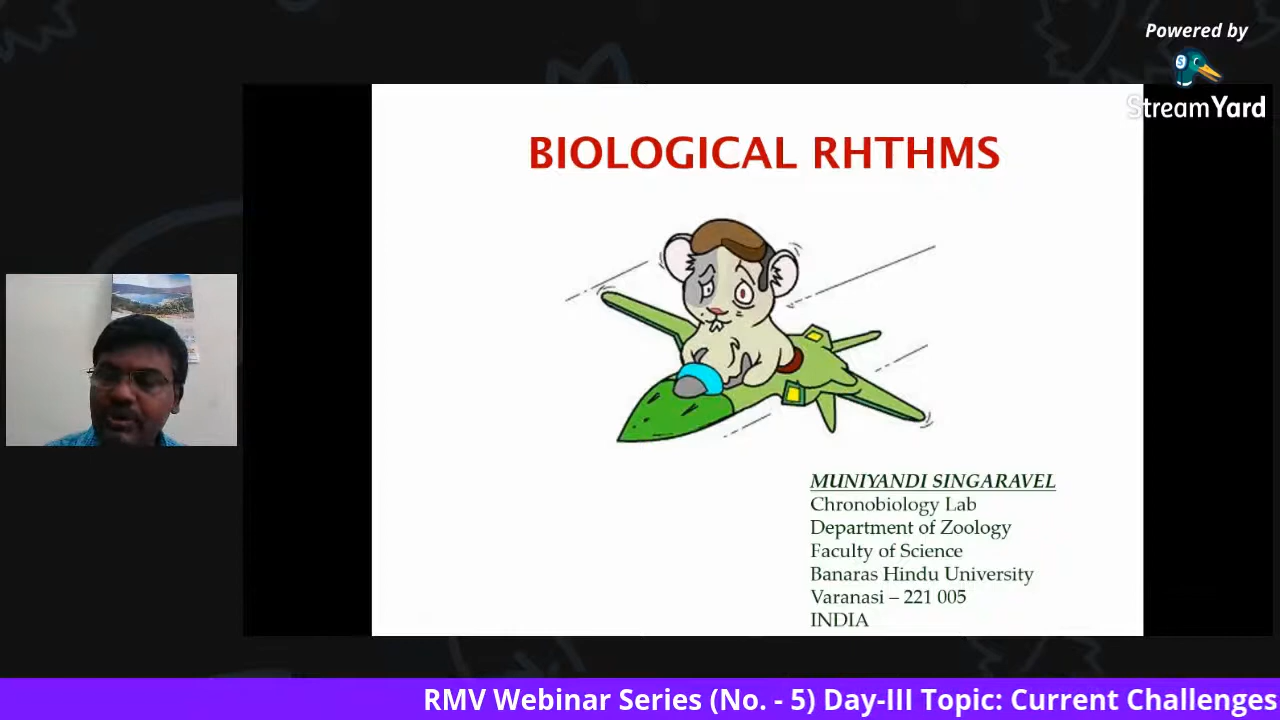 Powered by
StreamYard
BIOLOGICAL RHTHMS
MUNIYANDI SINGARAVEL
Chronobiology Lab
Department of Zoology
Faculty of Science
Banaras Hindu University
Varanasi – 221 005
INDIA
RMV Webinar Series (No. - 5) Day-III Topic: Current Challenges